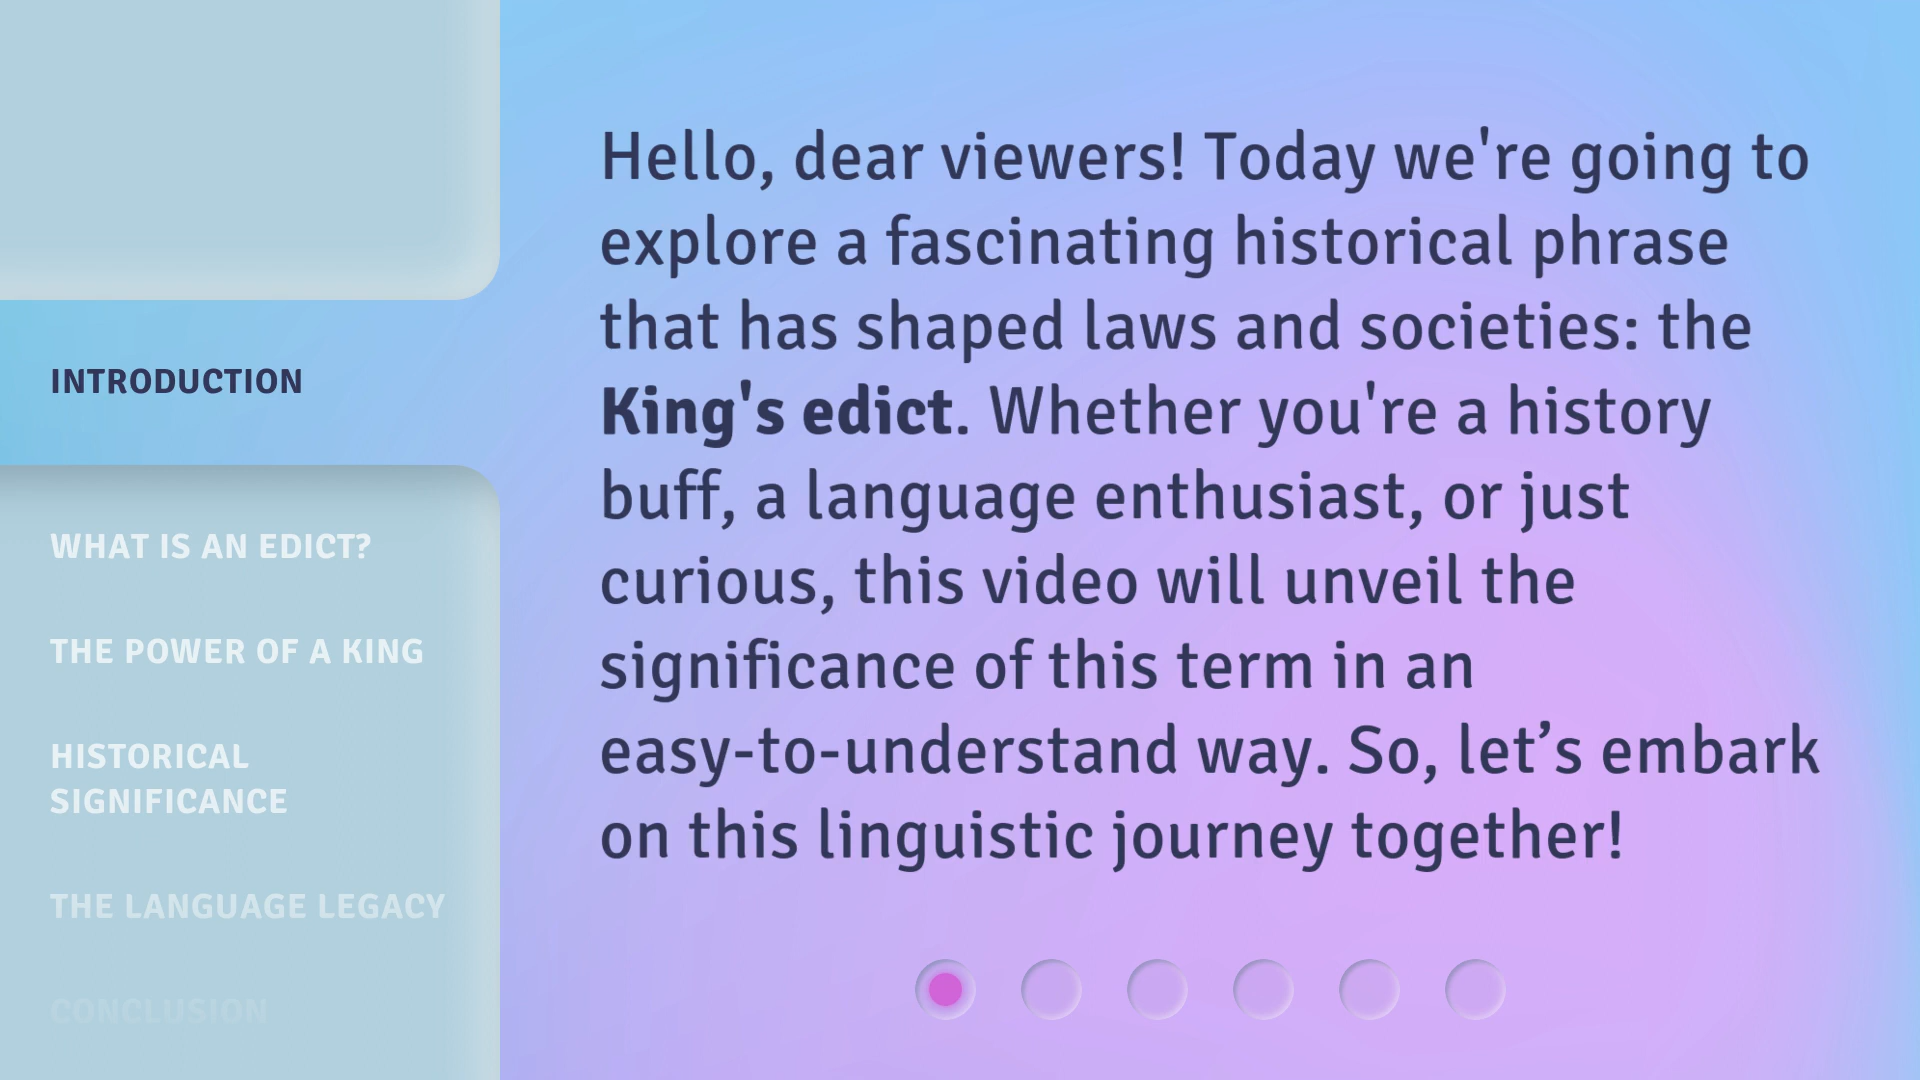 INTRODUCTION
WHAT IS AN EDICT?
THE POWER OF A KING
HISTORICAL
SIGNIFICANCE
THE LANGUAGE LEGACY
CONCLUSION
Hello, dear viewers! Today we're going to
explore a fascinating historical phrase
that has shaped laws and societies: the
King's edict. Whether you're a history
buff, a language enthusiast, or just
curious, this video will unveil the
significance of this term in an
easy-to-understand way. So, let’s embark
on this linguistic journey together!